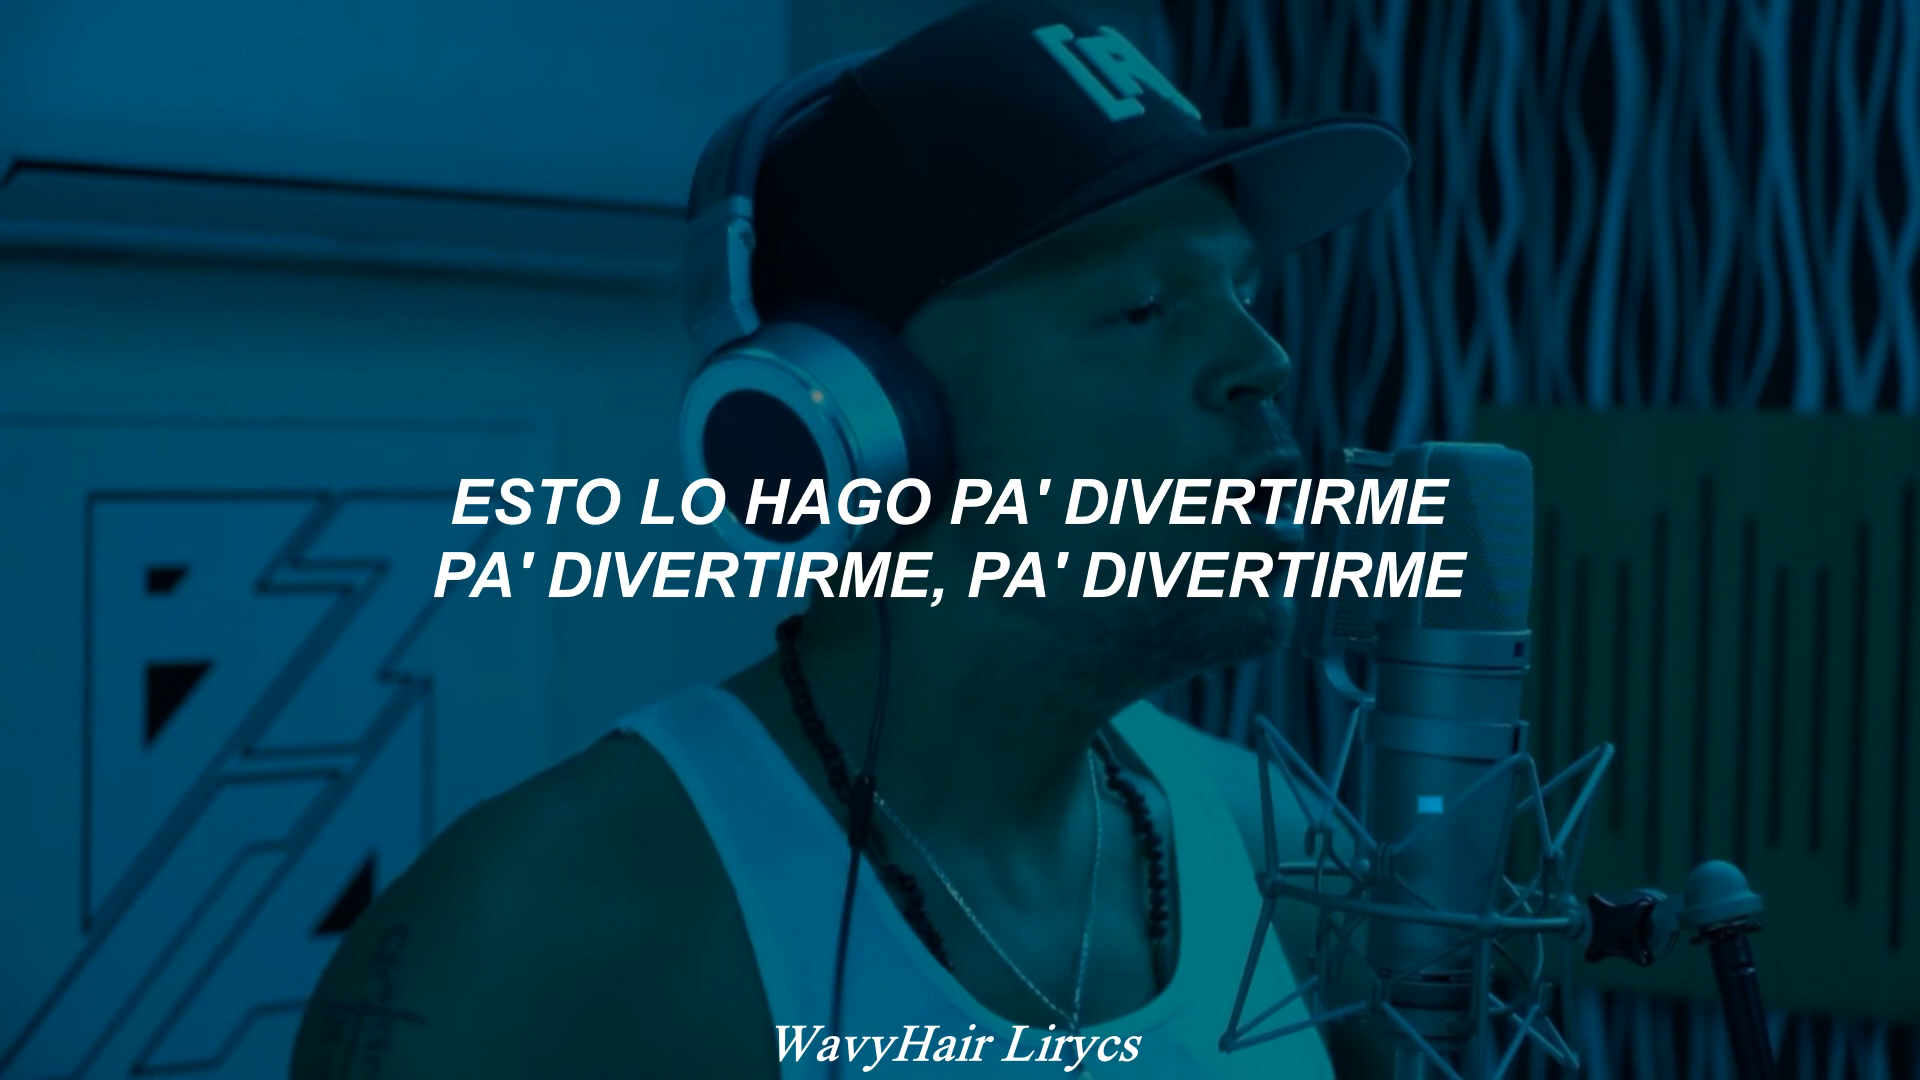 ESTO LO HAGO PA' DIVERTIRME
PA' DIVERTIRME, PA' DIVERTIRME
WavyHair Lirycs